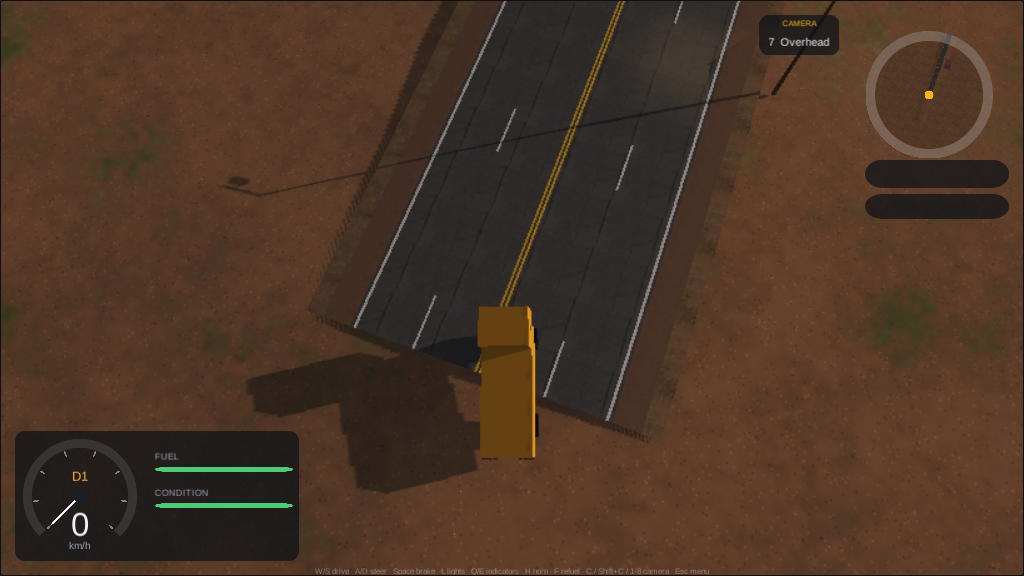 CAMERA
7 Overhead
D1
FUEL
CONDITION
0
km/h
W/S drive A/D steer Space brake L lights Q/E indicators H horn F refuel C / Shift+C / 1-8 camera Esc menu